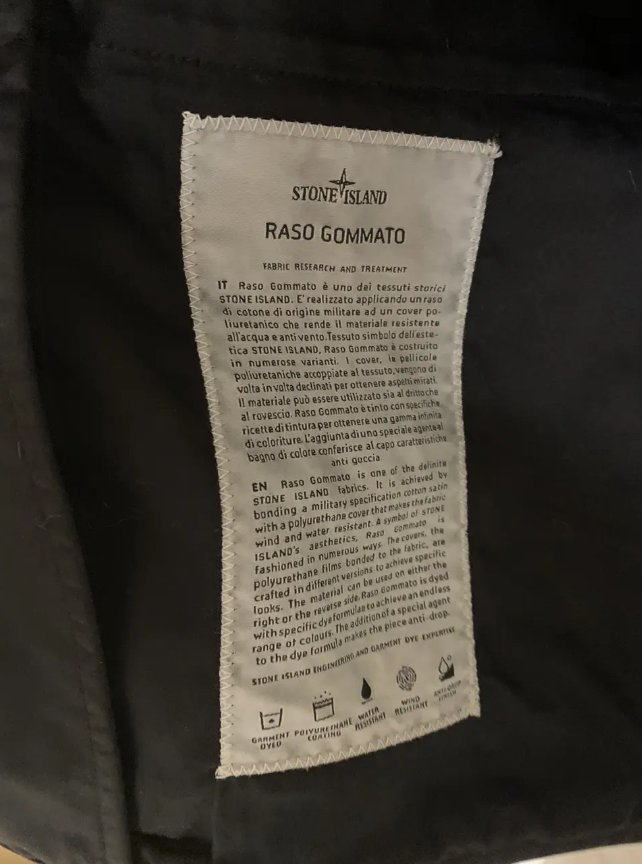 STONE ISLAND
RASO GOMMATO
FABRIC RESEARCH AND TREATMENT
IT Raso Gommato è uno dei tessuti storici
STONE ISLAND. E' realizzato applicando un raso
di cotone di origine militare ad un cover po-
liuretanico che rende il materiale resistente
all'acqua e anti vento. Tessuto simbolo dell'este-
tica STONE ISLAND, Raso Gommato è costruito
in numerose varianti. I cover, le pellicole
poliuretaniche accoppiate al tessuto, vengono di
volta in volta declinati per ottenere aspetti mirati.
Il materiale può essere utilizzato sia al dritto che
al rovescio. Raso Gommato è tinto con specifiche
ricette di tintura per ottenere una gamma infinita
di coloriture. L'aggiunta di uno speciale agente al
bagno di colore conferisce al capo caratteristiche
anti goccia.
EN Raso Gommato is one of the definite
STONE ISLAND fabrics. It is achieved by
bonding a military specification cotton satin
with a polyurethane cover that makes the fabric
wind and water resistant. A symbol of STONE
ISLAND's aesthetics, Raso Gommato is
fashioned in numerous ways. The covers, the
polyurethane films bonded to the fabric, are
crafted in different versions to achieve specific
looks. The material can be used on either the
right or the reverse side. Raso Gommato is dyed
with specific dye formulae to achieve an endless
range of colours. The addition of a special agent
to the dye formula makes the piece anti-drop.
STONE ISLAND ENGINEERING AND GARMENT DYE EXPERTISE
GARMENT DYED
POLYURETHANE COATING
WATER RESISTANT
WIND RESISTANT
ANTI-DROP FINISH